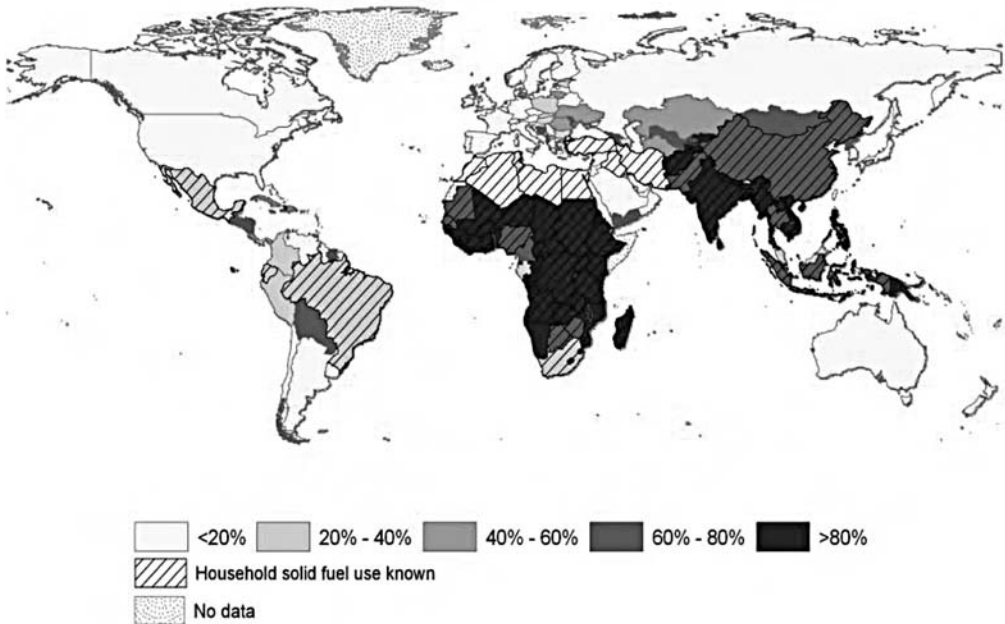 <20% 20% - 40% 40% - 60% 60% - 80% >80%
Household solid fuel use known
No data